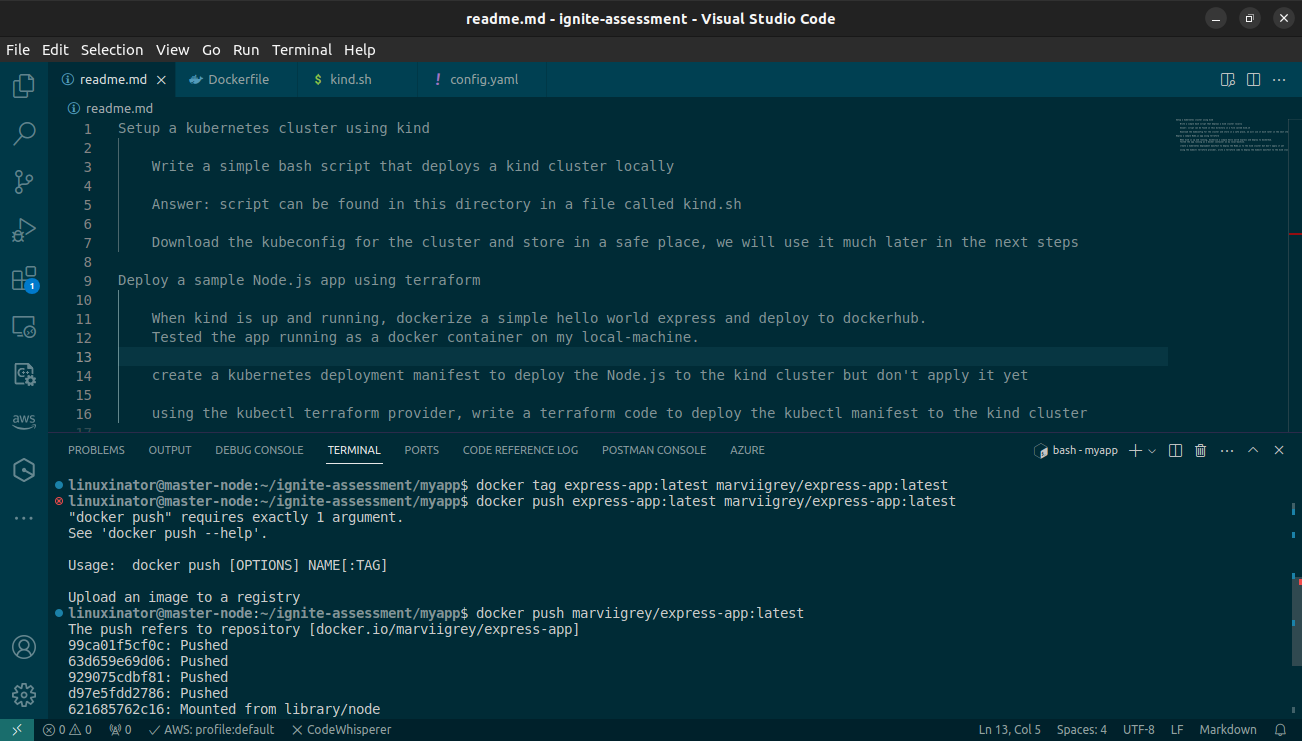 readme.md - ignite-assessment - Visual Studio Code
File Edit Selection View Go Run Terminal Help
readme.md Dockerfile $ kind.sh ! config.yaml
readme.md
1 Setup a kubernetes cluster using kind
2
3 Write a simple bash script that deploys a kind cluster locally
4
5 Answer: script can be found in this directory in a file called kind.sh
6
7 Download the kubeconfig for the cluster and store in a safe place, we will use it much later in the next steps
8
9 Deploy a sample Node.js app using terraform
10
11 When kind is up and running, dockerize a simple hello world express and deploy to dockerhub.
12 Tested the app running as a docker container on my local-machine.
13
14 create a kubernetes deployment manifest to deploy the Node.js to the kind cluster but don't apply it yet
15
16 using the kubectl terraform provider, write a terraform code to deploy the kubectl manifest to the kind cluster
17
1
aws
PROBLEMS OUTPUT DEBUG CONSOLE TERMINAL PORTS CODE REFERENCE LOG POSTMAN CONSOLE AZURE bash - myapp
linuxinator@master-node:~/ignite-assessment/myapp$ docker tag express-app:latest marviigrey/express-app:latest
linuxinator@master-node:~/ignite-assessment/myapp$ docker push express-app:latest marviigrey/express-app:latest
"docker push" requires exactly 1 argument.
See 'docker push --help'.
Usage:  docker push [OPTIONS] NAME[:TAG]
Upload an image to a registry
linuxinator@master-node:~/ignite-assessment/myapp$ docker push marviigrey/express-app:latest
The push refers to repository [docker.io/marviigrey/express-app]
99ca01f5cf0c: Pushed
63d659e69d06: Pushed
929075cdbf81: Pushed
d97e5fdd2786: Pushed
621685762c16: Mounted from library/node
0 0 0 AWS: profile:default CodeWhisperer Ln 13, Col 5 Spaces: 4 UTF-8 LF Markdown